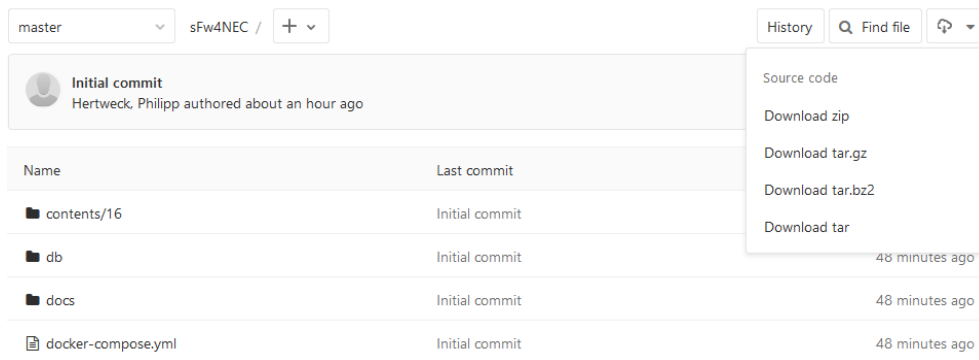 master sFw4NEC / History Find file
Source code
Initial commit
Hertweck, Philipp authored about an hour ago
Download zip
Download tar.gz
Download tar.bz2
Download tar
Name Last commit
contents/16 Initial commit
db Initial commit 48 minutes ago
docs Initial commit 48 minutes ago
docker-compose.yml Initial commit 48 minutes ago